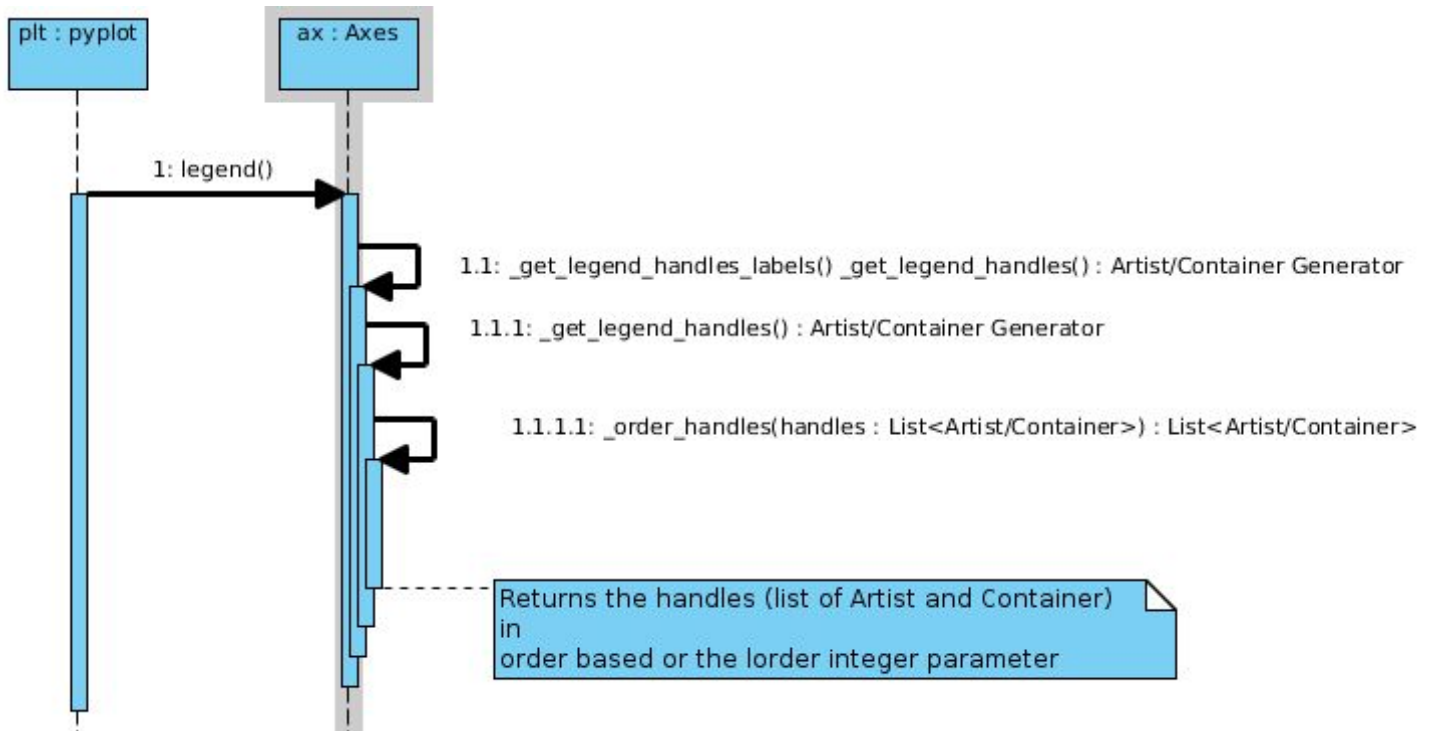 plt : pyplot
ax : Axes
1: legend()
1.1: _get_legend_handles_labels() _get_legend_handles() : Artist/Container Generator
1.1.1: _get_legend_handles() : Artist/Container Generator
1.1.1.1: _order_handles(handles : List<Artist/Container>) : List<Artist/Container>
Returns the handles (list of Artist and Container)
in
order based or the lorder integer parameter